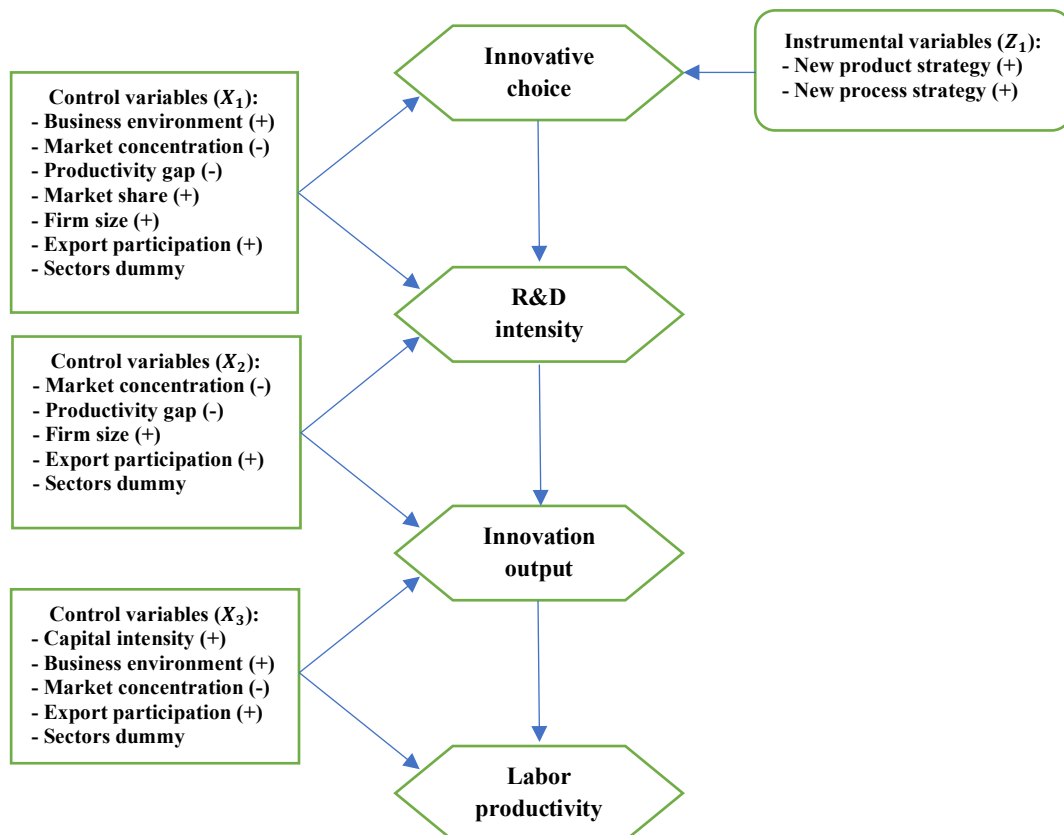 Innovative
choice
Instrumental variables (Z₁):
- New product strategy (+)
- New process strategy (+)
Control variables (X₁):
- Business environment (+)
- Market concentration (-)
- Productivity gap (-)
- Market share (+)
- Firm size (+)
- Export participation (+)
- Sectors dummy
R&D
intensity
Control variables (X₂):
- Market concentration (-)
- Productivity gap (-)
- Firm size (+)
- Export participation (+)
- Sectors dummy
Innovation
output
Control variables (X₃):
- Capital intensity (+)
- Business environment (+)
- Market concentration (-)
- Export participation (+)
- Sectors dummy
Labor
productivity